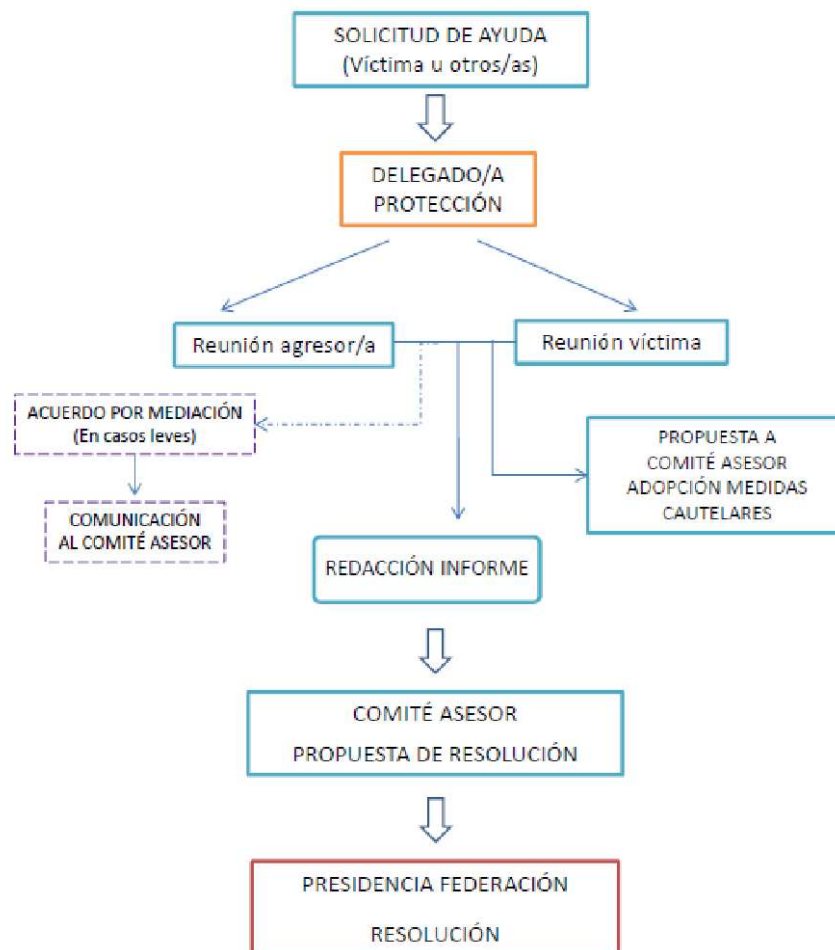 SOLICITUD DE AYUDA
(Víctima u otros/as)
DELEGADO/A
PROTECCIÓN
Reunión agresor/a
Reunión víctima
ACUERDO POR MEDIACIÓN
(En casos leves)
PROPUESTA A
COMITÉ ASESOR
ADOPCIÓN MEDIDAS
CAUTELARES
COMUNICACIÓN
AL COMITÉ ASESOR
REDACCIÓN INFORME
COMITÉ ASESOR
PROPUESTA DE RESOLUCIÓN
PRESIDENCIA FEDERACIÓN
RESOLUCIÓN